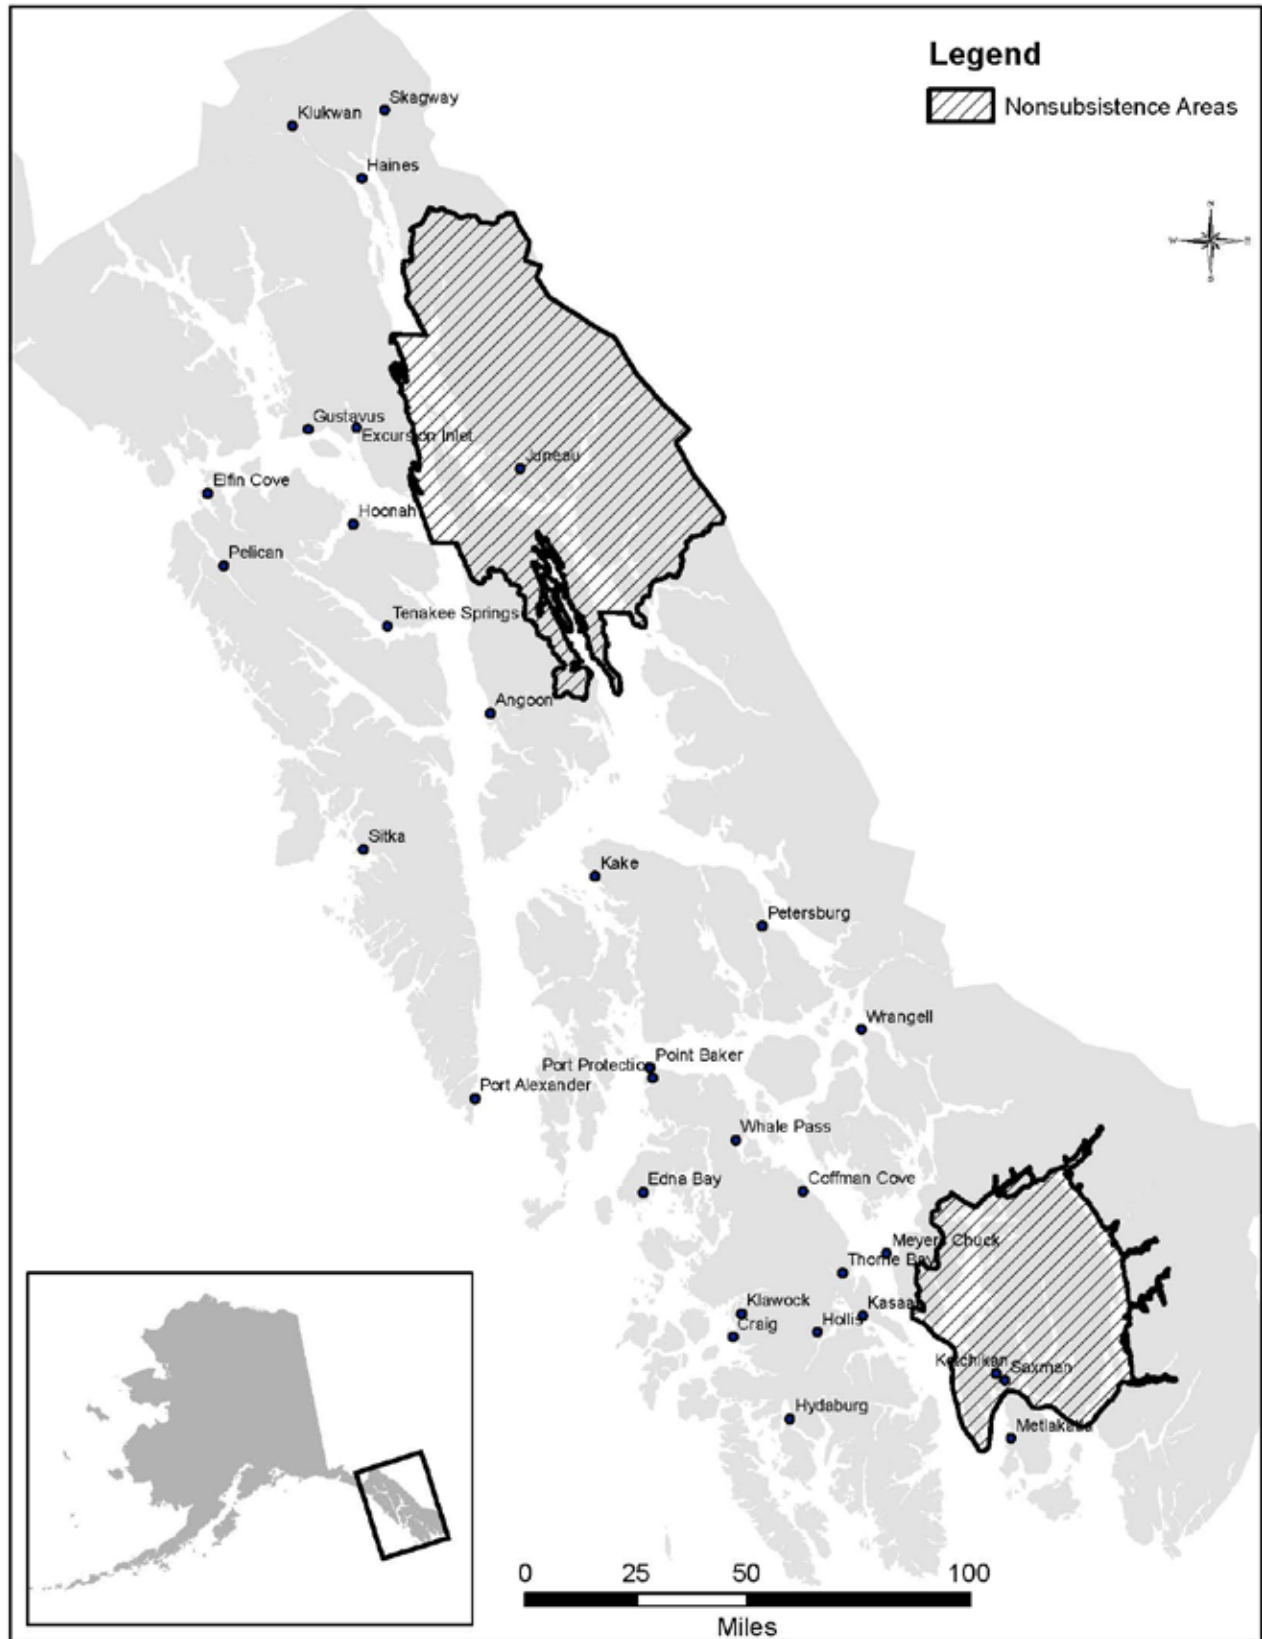 Legend
Nonsubsistence Areas
Skagway
Klukwan
Haines
N
W
Gustavus
Excursion Inlet
Juneau
Elfin Cove
Hoonah
Pelican
Tenakee Springs
Angoon
Sitka
Kake
Petersburg
Wrangell
Point Baker
Port Protection
Port Alexander
Whale Pass
Edna Bay
Coffman Cove
Meyers Chuck
Thorne Bay
Klawock
Kasaan
Craig
Hollis
Ketchikan
Saxman
Hydaburg
Metlakatla
0 25 50 100
Miles